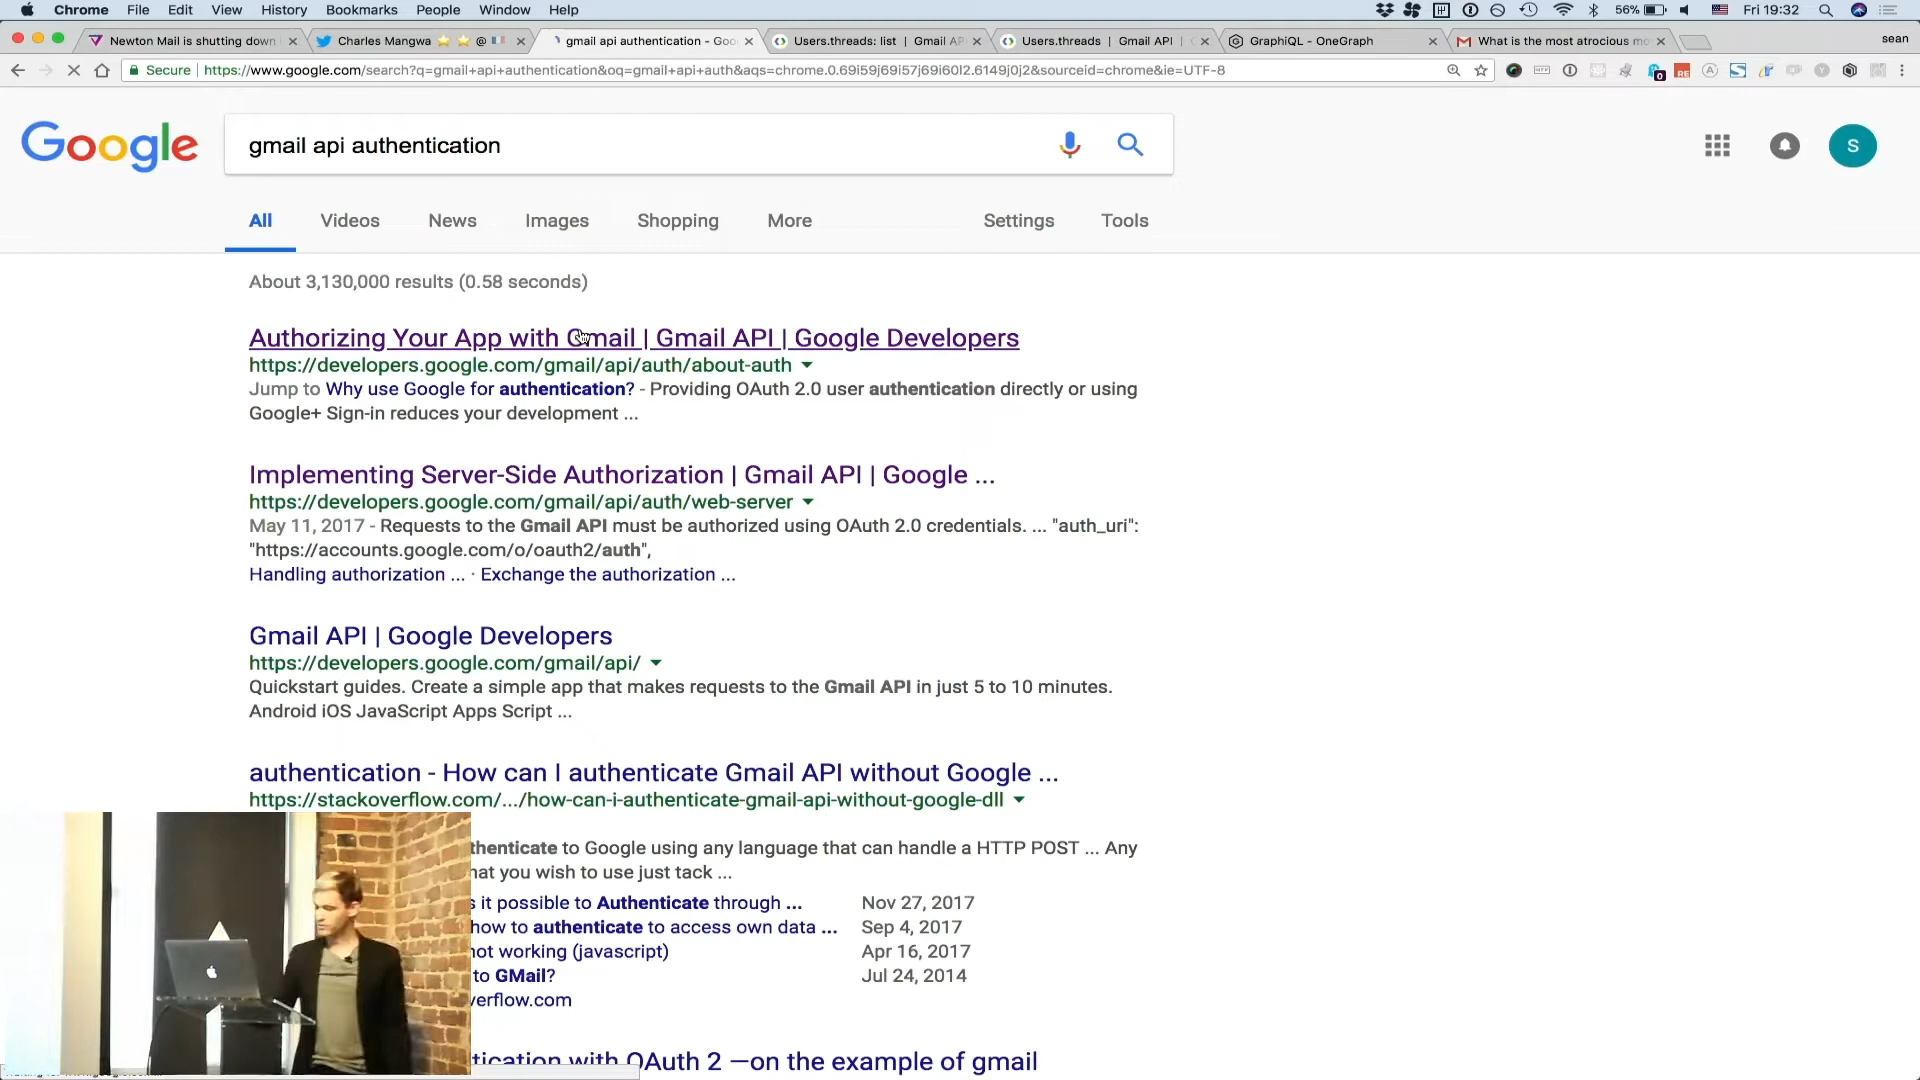 Chrome File Edit View History Bookmarks People Window Help 56% Fri 19:32
Newton Mail is shutting down Charles Mangwa @ gmail api authentication - Goo Users.threads: list | Gmail AP Users.threads | Gmail API | GraphiQL - OneGraph What is the most atrocious mo sean
Secure https://www.google.com/search?q=gmail+api+authentication&oq=gmail+api+auth&aqs=chrome.0.69i59j69i57j69i60l2.6149j0j2&sourceid=chrome&ie=UTF-8
Google gmail api authentication S
All Videos News Images Shopping More Settings Tools
About 3,130,000 results (0.58 seconds)
Authorizing Your App with Gmail | Gmail API | Google Developers
https://developers.google.com/gmail/api/auth/about-auth
Jump to Why use Google for authentication? - Providing OAuth 2.0 user authentication directly or using
Google+ Sign-in reduces your development ...
Implementing Server-Side Authorization | Gmail API | Google ...
https://developers.google.com/gmail/api/auth/web-server
May 11, 2017 - Requests to the Gmail API must be authorized using OAuth 2.0 credentials. ... "auth_uri":
"https://accounts.google.com/o/oauth2/auth",
Handling authorization ... · Exchange the authorization ...
Gmail API | Google Developers
https://developers.google.com/gmail/api/
Quickstart guides. Create a simple app that makes requests to the Gmail API in just 5 to 10 minutes.
Android iOS JavaScript Apps Script ...
authentication - How can I authenticate Gmail API without Google ...
https://stackoverflow.com/.../how-can-i-authenticate-gmail-api-without-google-dll
thenticate to Google using any language that can handle a HTTP POST ... Any
hat you wish to use just tack ...
s it possible to Authenticate through ... Nov 27, 2017
how to authenticate to access own data ... Sep 4, 2017
not working (javascript) Apr 16, 2017
to GMail? Jul 24, 2014
verflow.com
tication with OAuth 2 —on the example of gmail